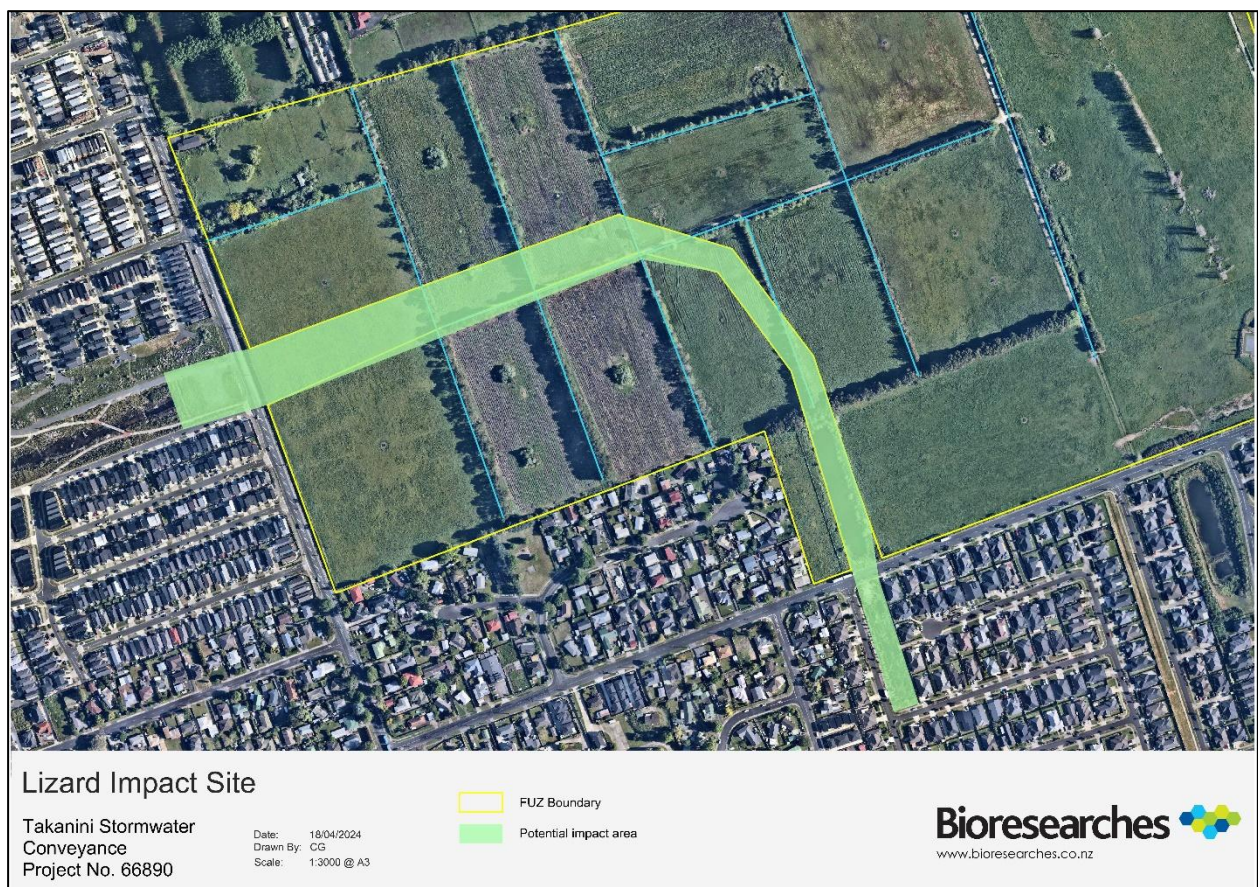 Lizard Impact Site
Takanini Stormwater
Conveyance
Project No. 66890
Date: 18/04/2024
Drawn By: CG
Scale: 1:3000 @ A3
FUZ Boundary
Potential impact area
Bioresearches
www.bioresearches.co.nz